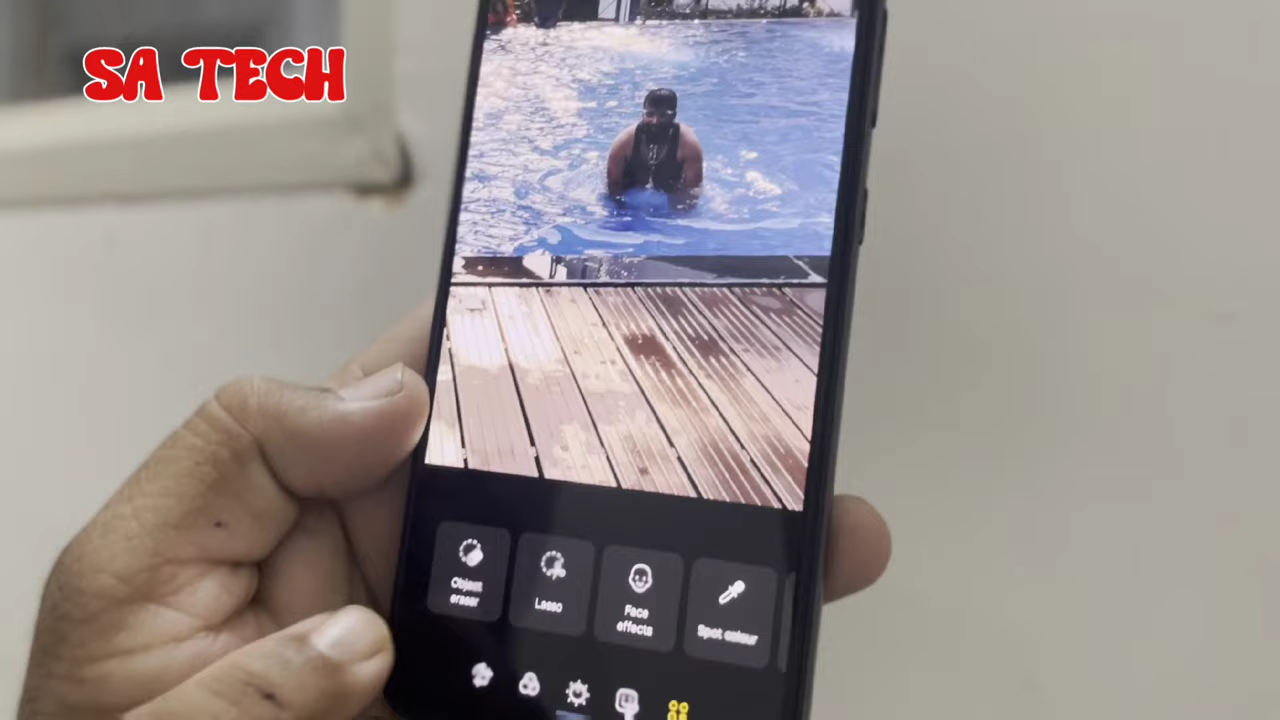 SA TECH
Object
eraser
Lasso
Face
effects
Spot colour